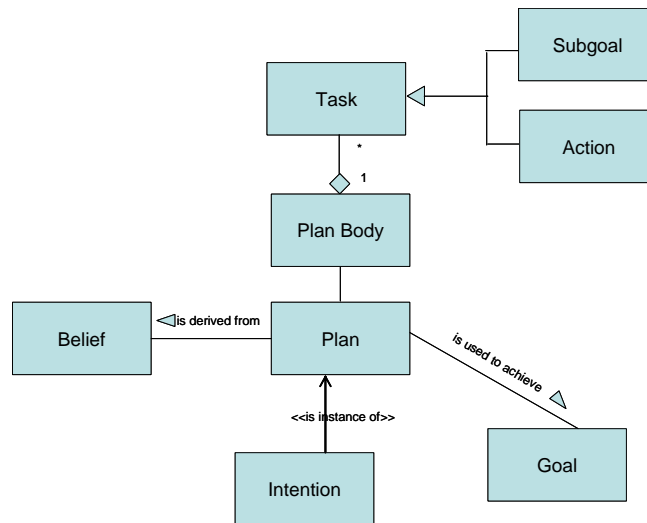 Subgoal
Task
Action
*
1
Plan Body
Belief
is derived from
Plan
is used to achieve
<<is instance of>>
Goal
Intention